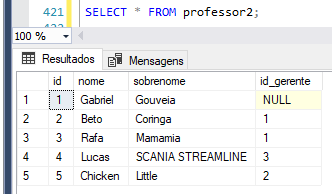 421 SELECT * FROM professor2;
100 %
Resultados Mensagens
id nome sobrenome id_gerente
1 1 Gabriel Gouveia NULL
2 2 Beto Coringa 1
3 3 Rafa Mamamia 1
4 4 Lucas SCANIA STREAMLINE 3
5 5 Chicken Little 2